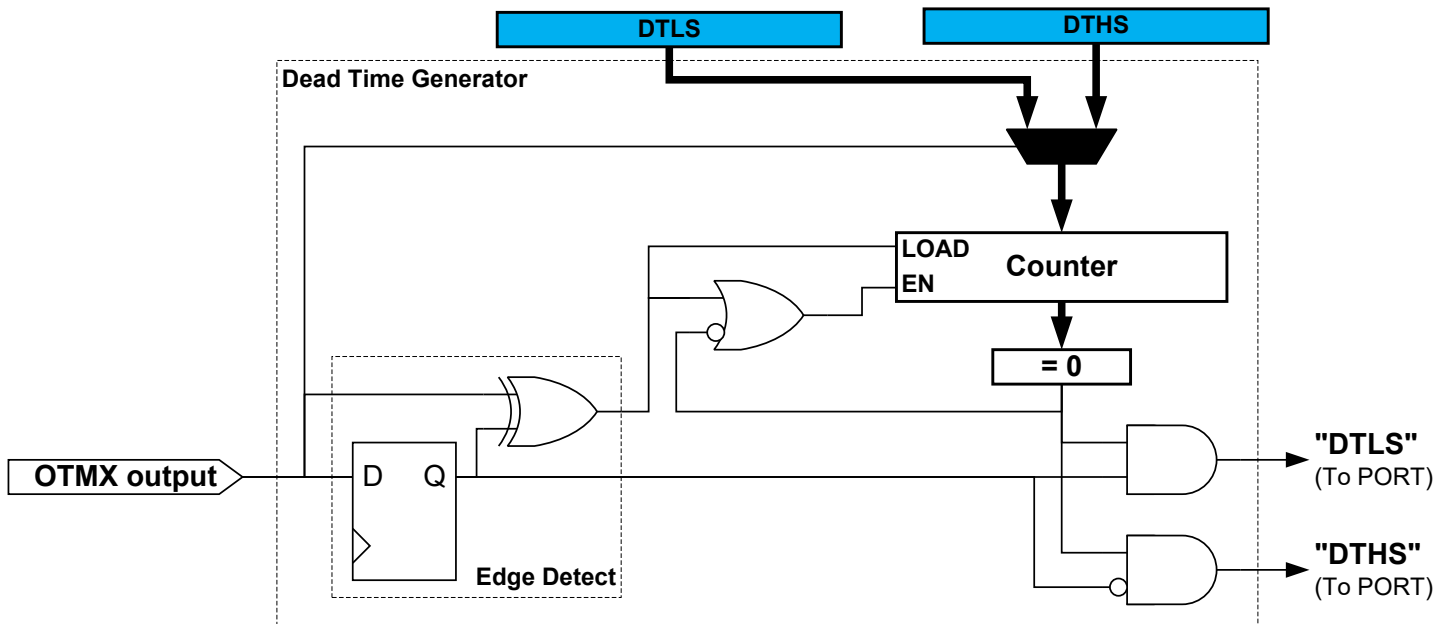 DTLS
DTHS
Dead Time Generator
LOAD
Counter
EN
= 0
"DTLS"
(To PORT)
OTMX output
D Q
"DTHS"
(To PORT)
Edge Detect